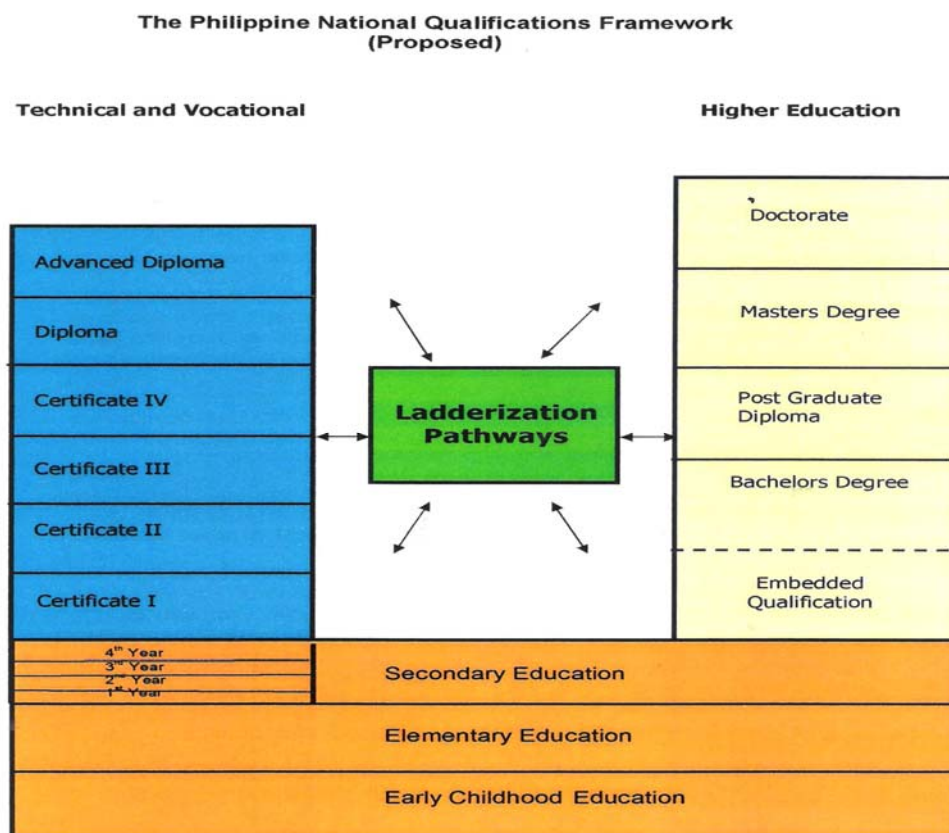 The Philippine National Qualifications Framework
(Proposed)
Technical and Vocational
Higher Education
Advanced Diploma
Diploma
Certificate IV
Certificate III
Certificate II
Certificate I
Ladderization
Pathways
Doctorate
Masters Degree
Post Graduate
Diploma
Bachelors Degree
Embedded
Qualification
4th Year
3rd Year
2nd Year
1st Year
Secondary Education
Elementary Education
Early Childhood Education